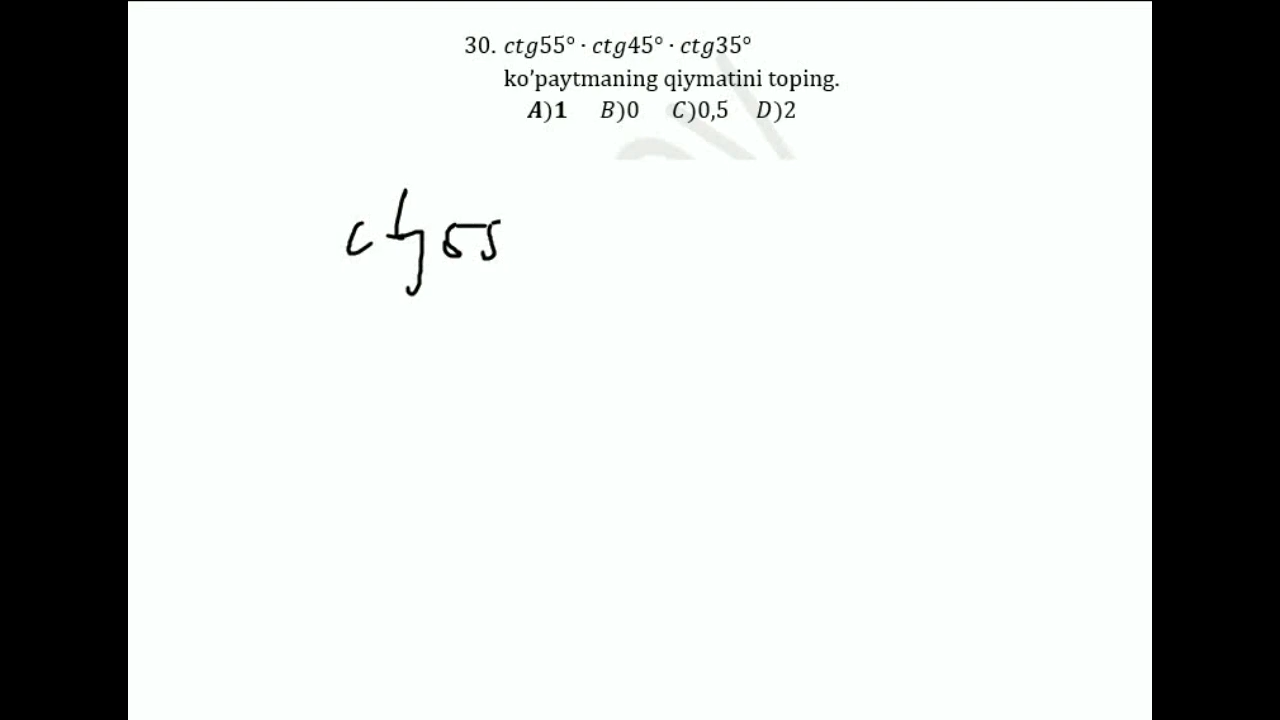 30. ctg55° · ctg45° · ctg35°
ko’paytmaning qiymatini toping.
A)1 B)0 C)0,5 D)2
ctg55